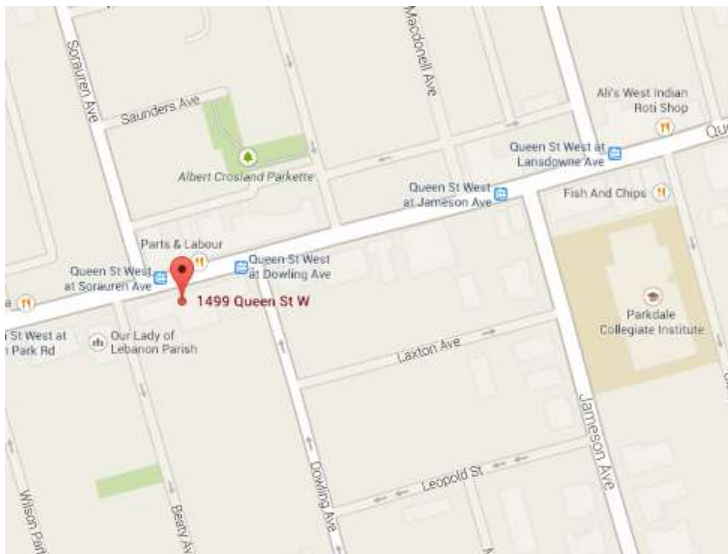 Sorauren Ave
Saunders Ave
Macdonell Ave
Ali's West Indian
Roti Shop
Albert Crosland Parkette
Queen St West at
Lansdowne Ave
Queen St West
at Jameson Ave
Fish And Chips
Parts & Labour
Queen St West
at Sorauren Ave
Queen St West
at Dowling Ave
1499 Queen St W
St West at
Park Rd
Our Lady of
Lebanon Parish
Parkdale
Collegiate Institute
Laxton Ave
Jameson Ave
Leopold St
Dowling Ave
Beaty Av
Wilson Park